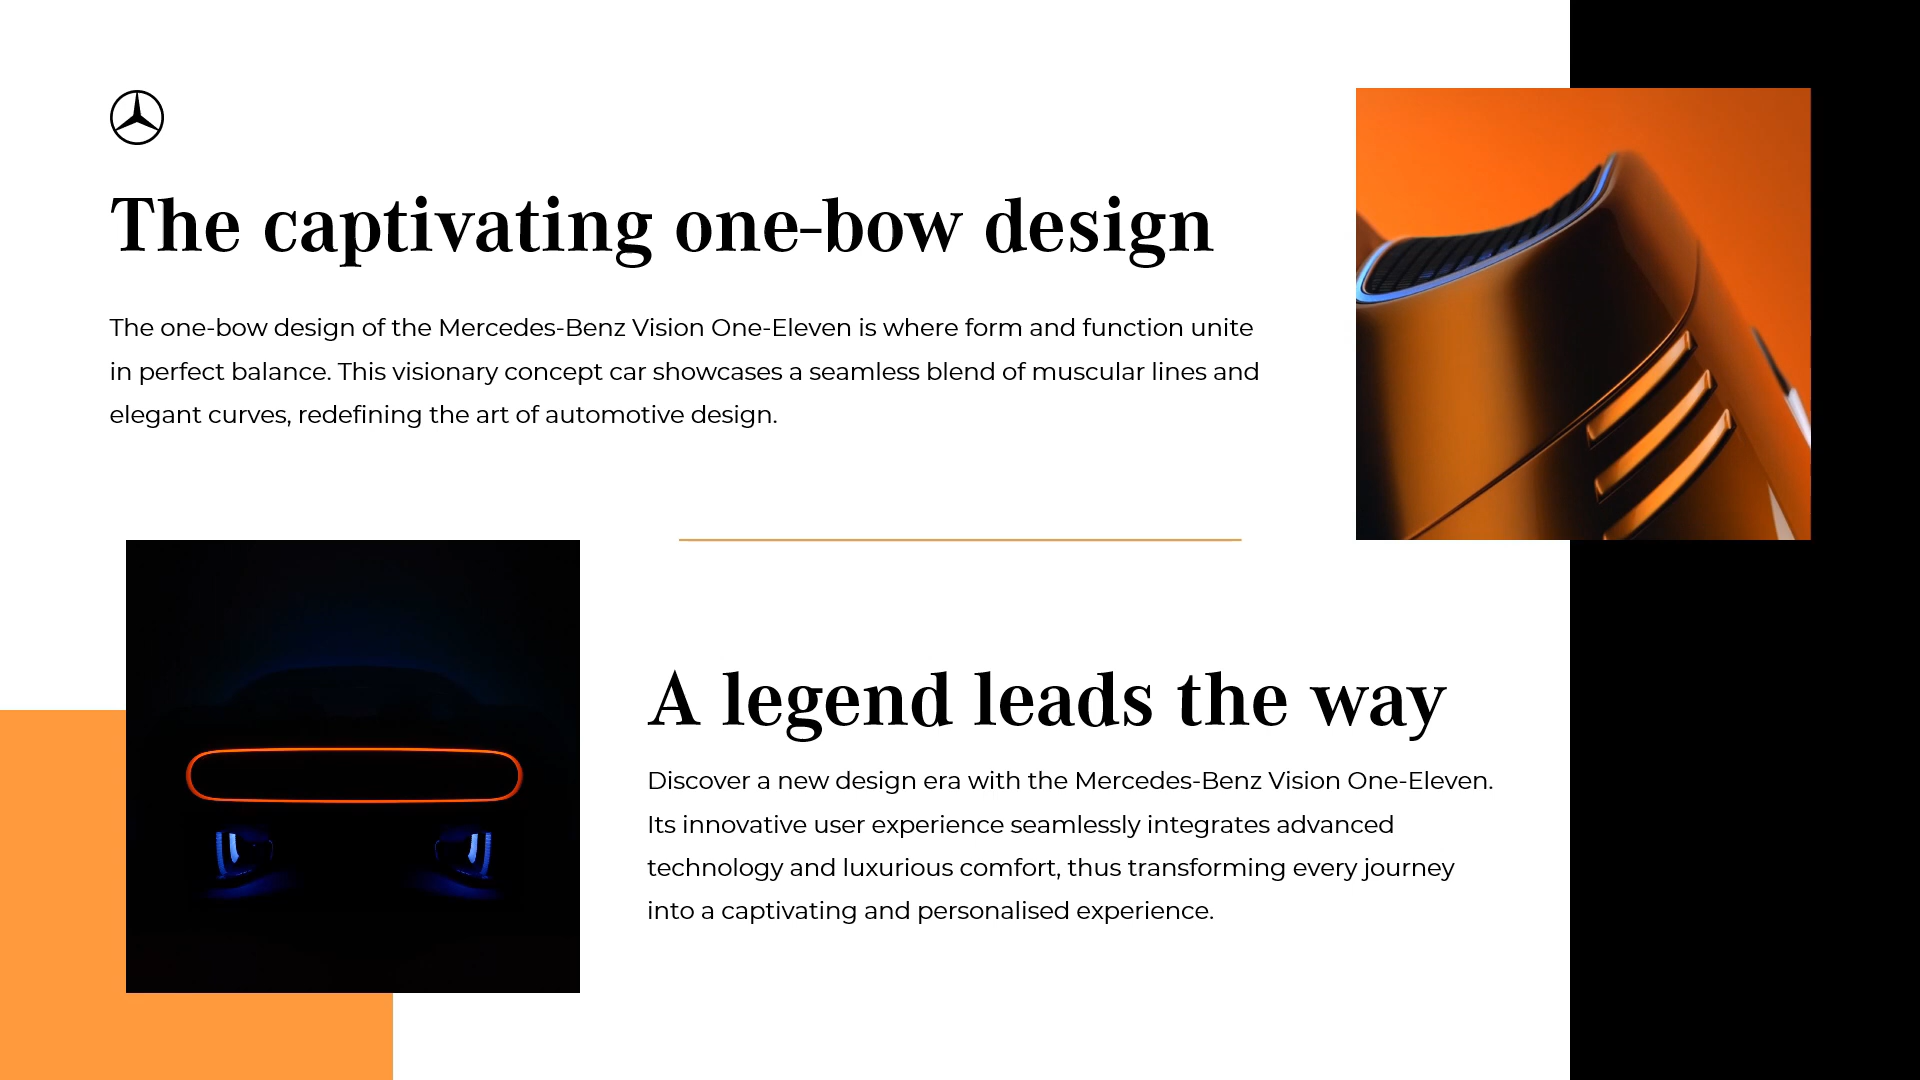 The captivating one-bow design
The one-bow design of the Mercedes-Benz Vision One-Eleven is where form and function unite
in perfect balance. This visionary concept car showcases a seamless blend of muscular lines and
elegant curves, redefining the art of automotive design.
A legend leads the way
Discover a new design era with the Mercedes-Benz Vision One-Eleven.
Its innovative user experience seamlessly integrates advanced
technology and luxurious comfort, thus transforming every journey
into a captivating and personalised experience.